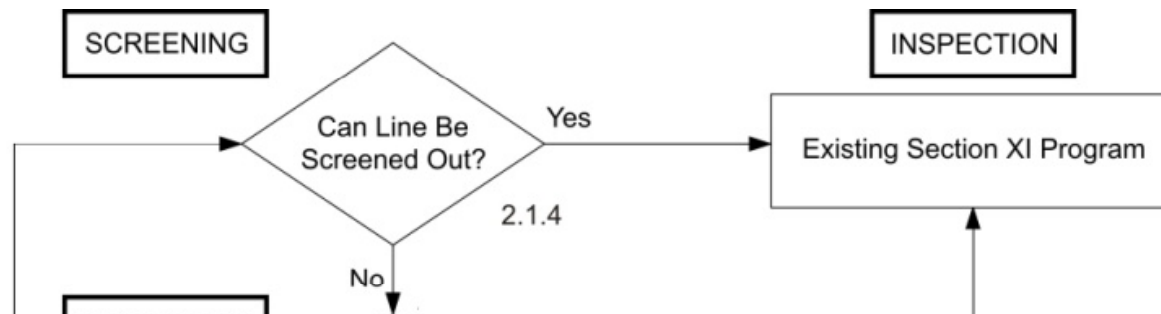 SCREENING
INSPECTION
Can Line Be
Screened Out?
Yes
Existing Section XI Program
2.1.4
No